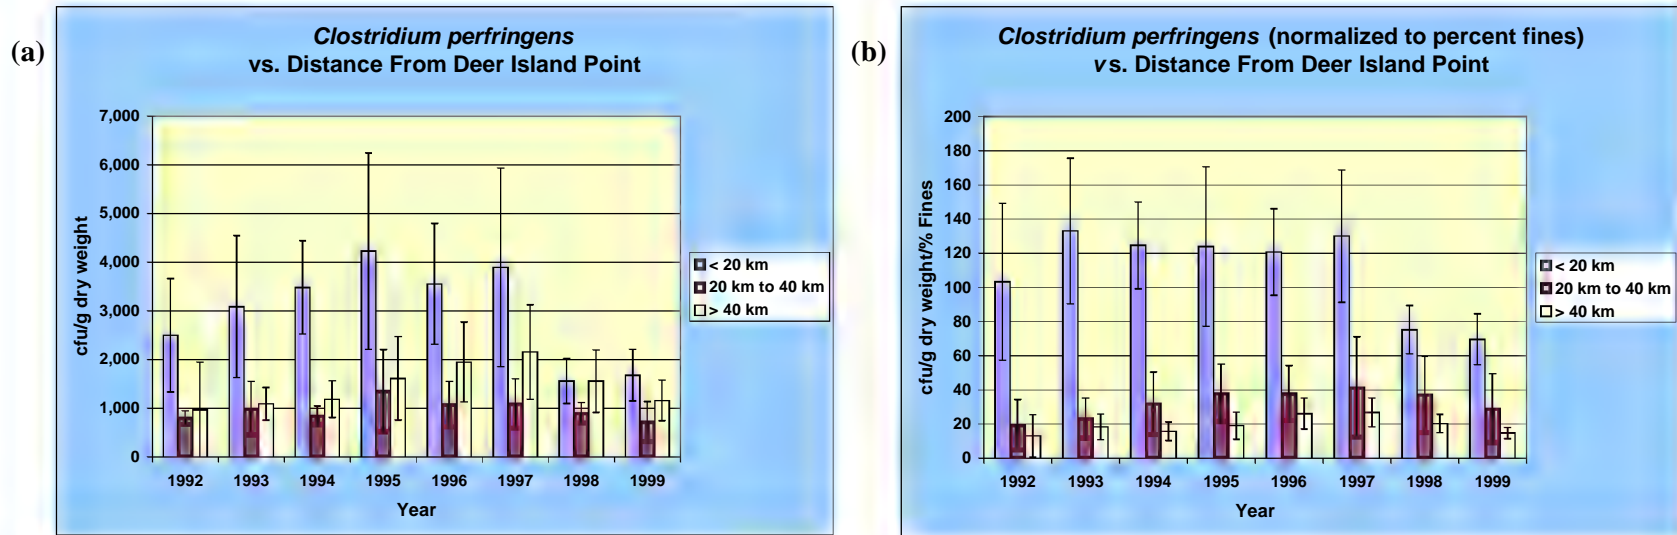 (a)
Clostridium perfringens
vs. Distance From Deer Island Point
7,000
6,000
5,000
4,000
3,000
2,000
1,000
0
cfu/g dry weight
1992 1993 1994 1995 1996 1997 1998 1999
Year
< 20 km
20 km to 40 km
> 40 km
(b)
Clostridium perfringens (normalized to percent fines)
vs. Distance From Deer Island Point
200
180
160
140
120
100
80
60
40
20
0
cfu/g dry weight/% Fines
1992 1993 1994 1995 1996 1997 1998 1999
Year
< 20 km
20 km to 40 km
> 40 km